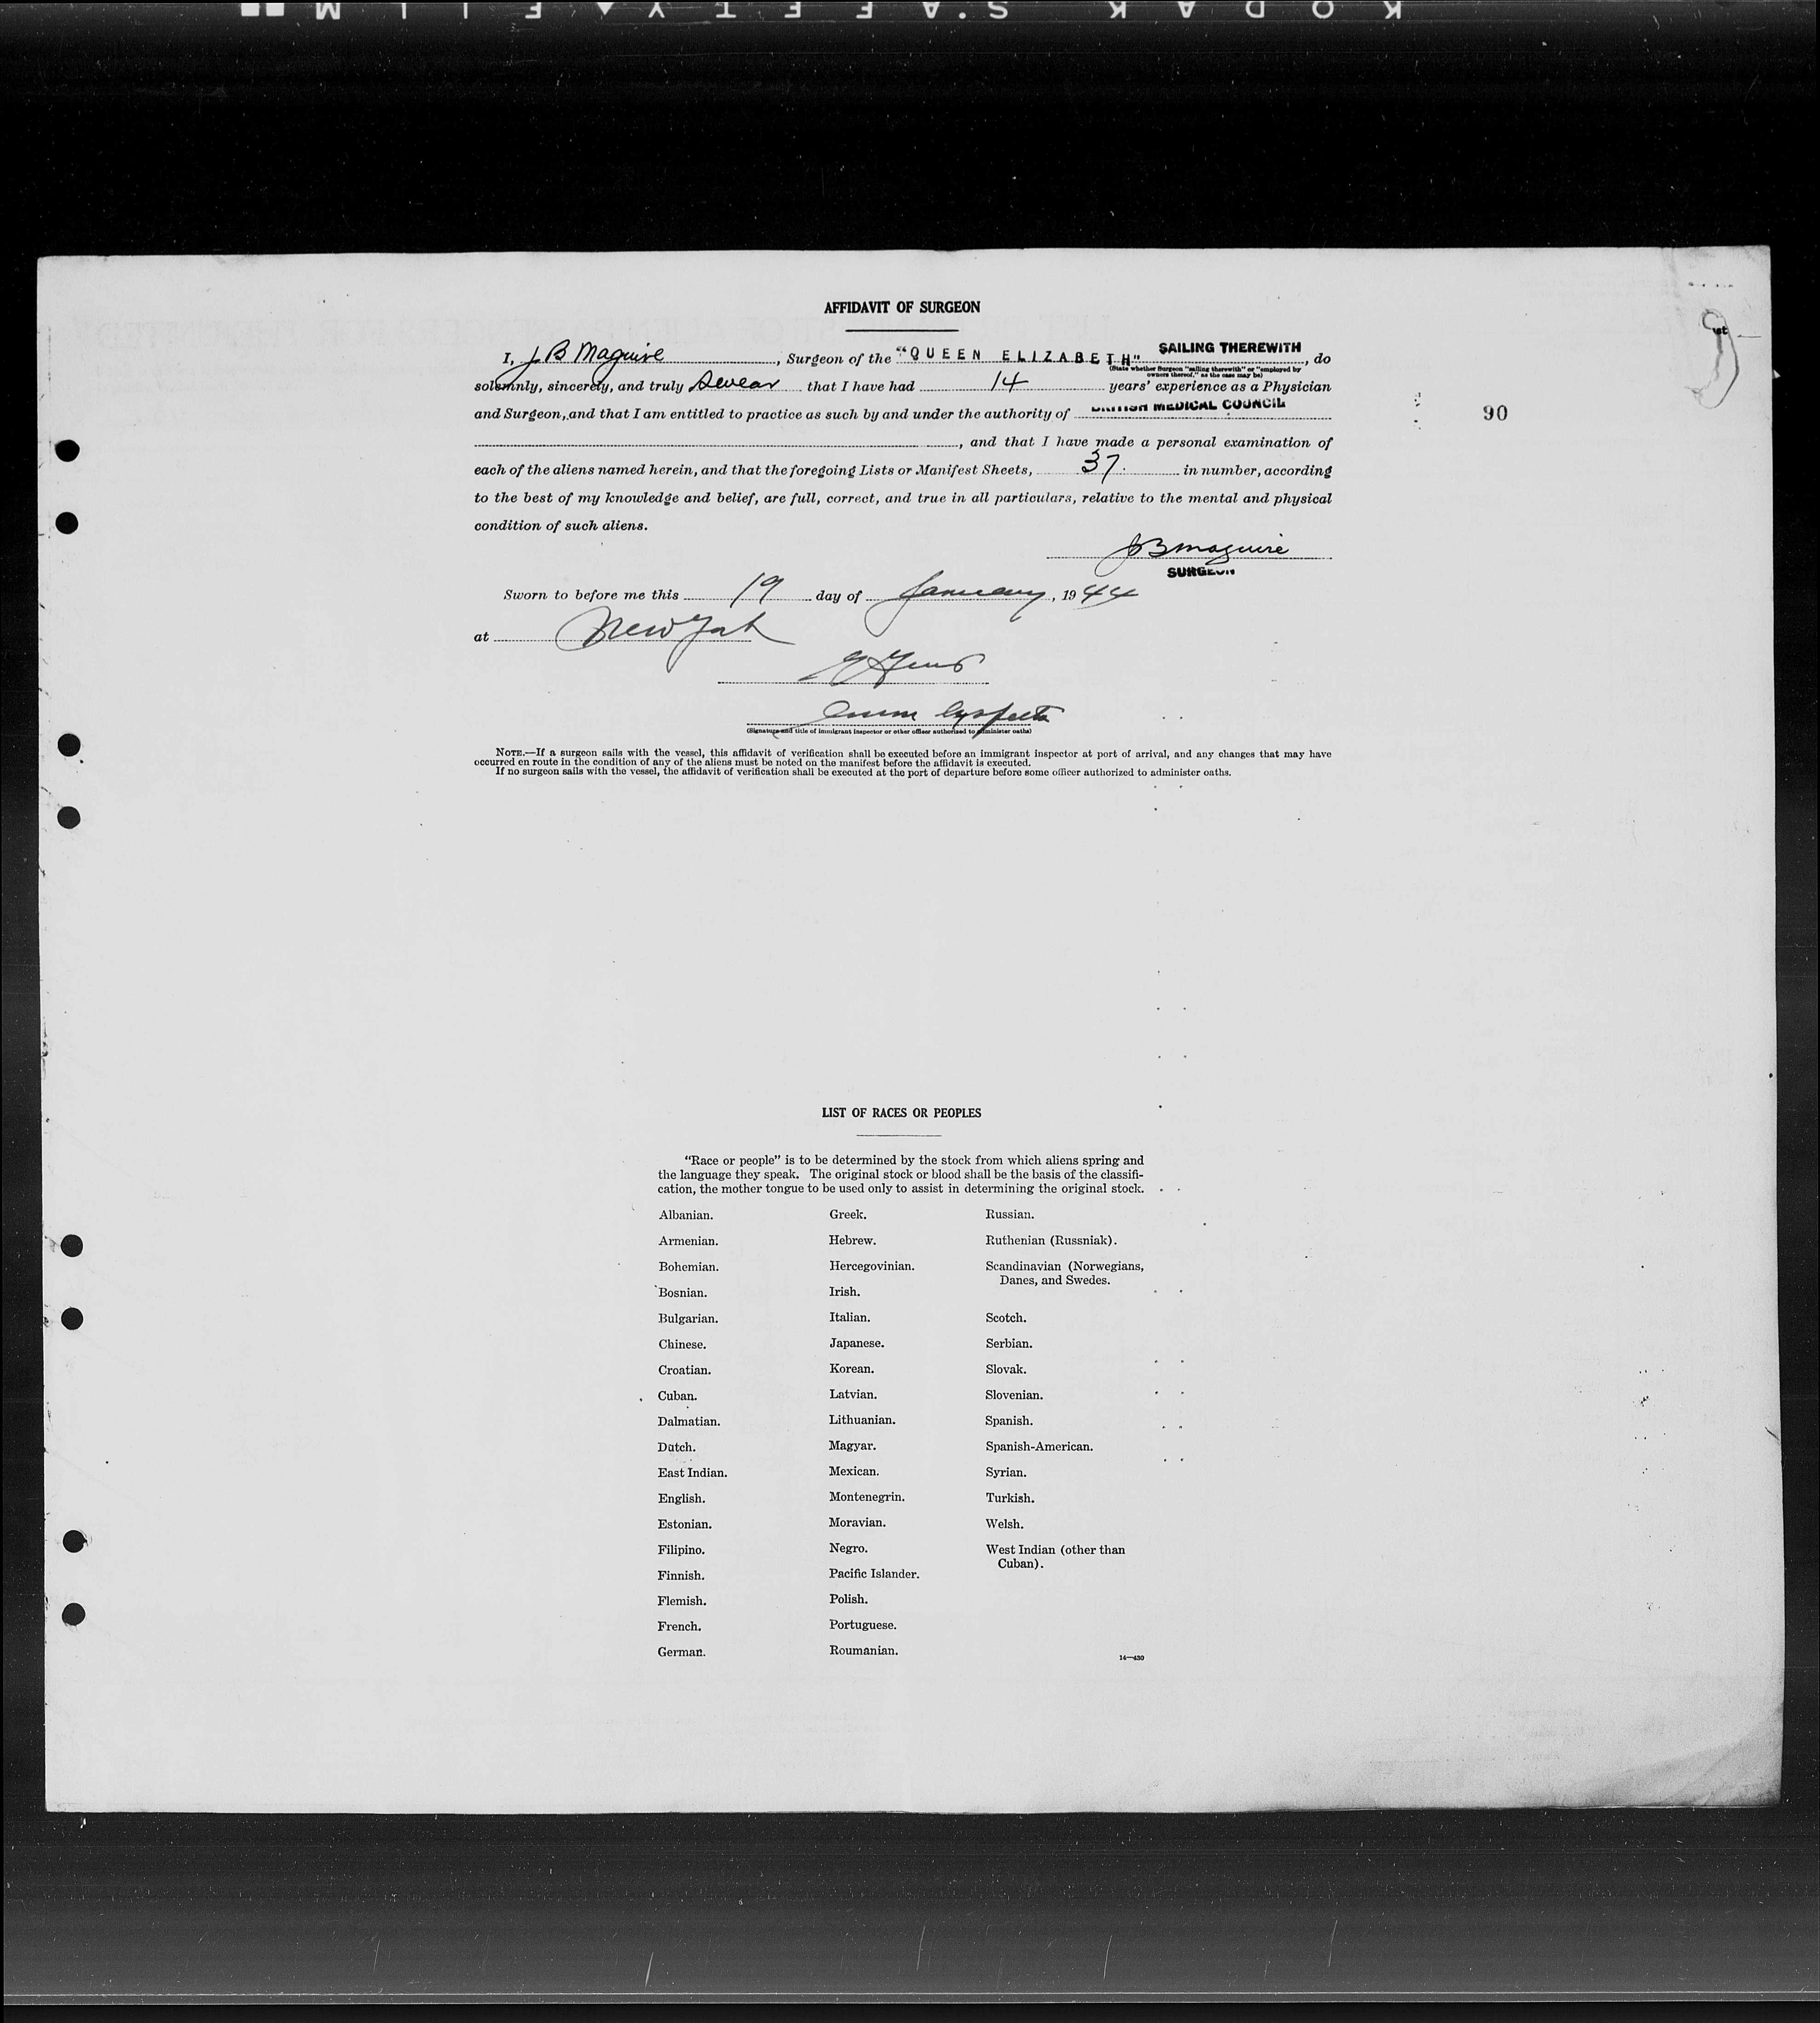 KODAK SAFETY FILM
AFFIDAVIT OF SURGEON
I, J B Maguire, Surgeon of the "QUEEN ELIZABETH" SAILING THEREWITH, do
(State whether Surgeon "sailing therewith" or "employed by
owners thereof," as the case may be)
solemnly, sincerely, and truly swear that I have had 14 years' experience as a Physician
and Surgeon, and that I am entitled to practice as such by and under the authority of BRITISH MEDICAL COUNCIL
, and that I have made a personal examination of
each of the aliens named herein, and that the foregoing Lists or Manifest Sheets, 37 in number, according
to the best of my knowledge and belief, are full, correct, and true in all particulars, relative to the mental and physical
condition of such aliens.
90
J B Maguire
SURGEON
Sworn to before me this 19 day of January, 1944
at New York
(Signature and title of immigrant inspector or other officer authorized to administer oaths)
NOTE.—If a surgeon sails with the vessel, this affidavit of verification shall be executed before an immigrant inspector at port of arrival, and any changes that may have
occurred en route in the condition of any of the aliens must be noted on the manifest before the affidavit is executed.
If no surgeon sails with the vessel, the affidavit of verification shall be executed at the port of departure before some officer authorized to administer oaths.
LIST OF RACES OR PEOPLES
"Race or people" is to be determined by the stock from which aliens spring and
the language they speak. The original stock or blood shall be the basis of the classifi-
cation, the mother tongue to be used only to assist in determining the original stock.
Albanian.
Armenian.
Bohemian.
Bosnian.
Bulgarian.
Chinese.
Croatian.
Cuban.
Dalmatian.
Dutch.
East Indian.
English.
Estonian.
Filipino.
Finnish.
Flemish.
French.
German.
Greek.
Hebrew.
Hercegovinian.
Irish.
Italian.
Japanese.
Korean.
Latvian.
Lithuanian.
Magyar.
Mexican.
Montenegrin.
Moravian.
Negro.
Pacific Islander.
Polish.
Portuguese.
Roumanian.
Russian.
Ruthenian (Russniak).
Scandinavian (Norwegians,
Danes, and Swedes.
Scotch.
Serbian.
Slovak.
Slovenian.
Spanish.
Spanish-American.
Syrian.
Turkish.
Welsh.
West Indian (other than
Cuban).
14—430